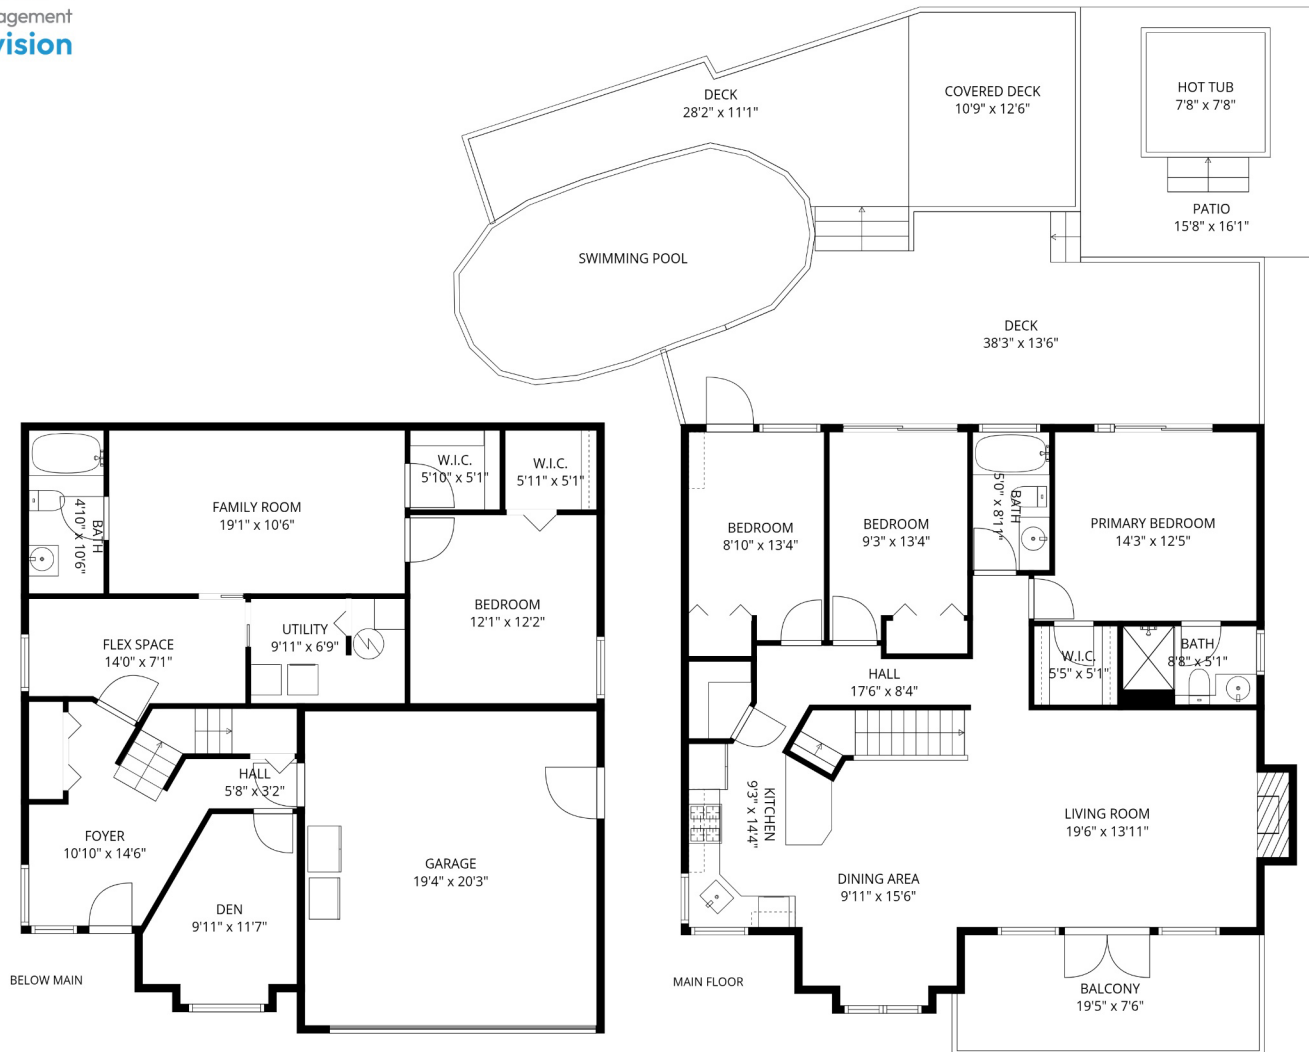 agement
vision
DECK
28'2" x 11'1"
COVERED DECK
10'9" x 12'6"
HOT TUB
7'8" x 7'8"
PATIO
15'8" x 16'1"
SWIMMING POOL
DECK
38'3" x 13'6"
BATH
4'10" x 10'6"
FAMILY ROOM
19'1" x 10'6"
W.I.C.
5'10" x 5'1"
W.I.C.
5'11" x 5'1"
BEDROOM
12'1" x 12'2"
FLEX SPACE
14'0" x 7'1"
UTILITY
9'11" x 6'9"
HALL
5'8" x 3'2"
FOYER
10'10" x 14'6"
DEN
9'11" x 11'7"
GARAGE
19'4" x 20'3"
BELOW MAIN
BEDROOM
8'10" x 13'4"
BEDROOM
9'3" x 13'4"
BATH
5'0" x 8'11"
PRIMARY BEDROOM
14'3" x 12'5"
W.I.C.
5'5" x 5'1"
BATH
8'8" x 5'1"
HALL
17'6" x 8'4"
KITCHEN
9'3" x 14'4"
DINING AREA
9'11" x 15'6"
LIVING ROOM
19'6" x 13'11"
BALCONY
19'5" x 7'6"
MAIN FLOOR